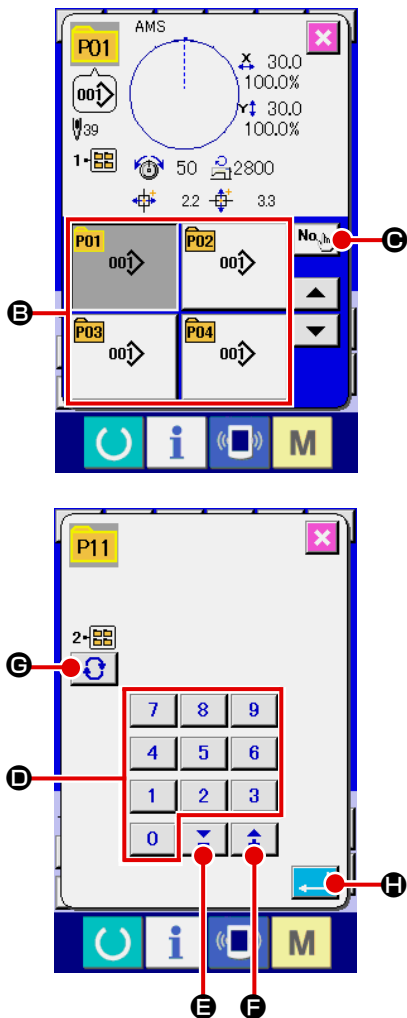 AMS
P01
X 30.0
100.0%
001
Y 30.0
100.0%
39
1-
50 2800
2.2 3.3
P01 001
P02 001
No.
C
B
P03 001
P04 001
i M
P11
2-
G
7 8 9
4 5 6
D
1 2 3
0
H
i M
E F